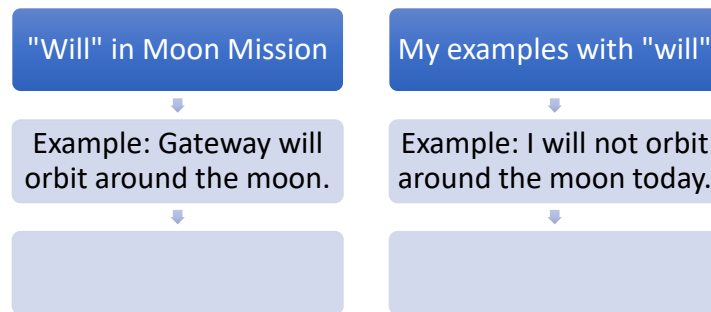 "Will" in Moon Mission
Example: Gateway will
orbit around the moon.
My examples with "will"
Example: I will not orbit
around the moon today.